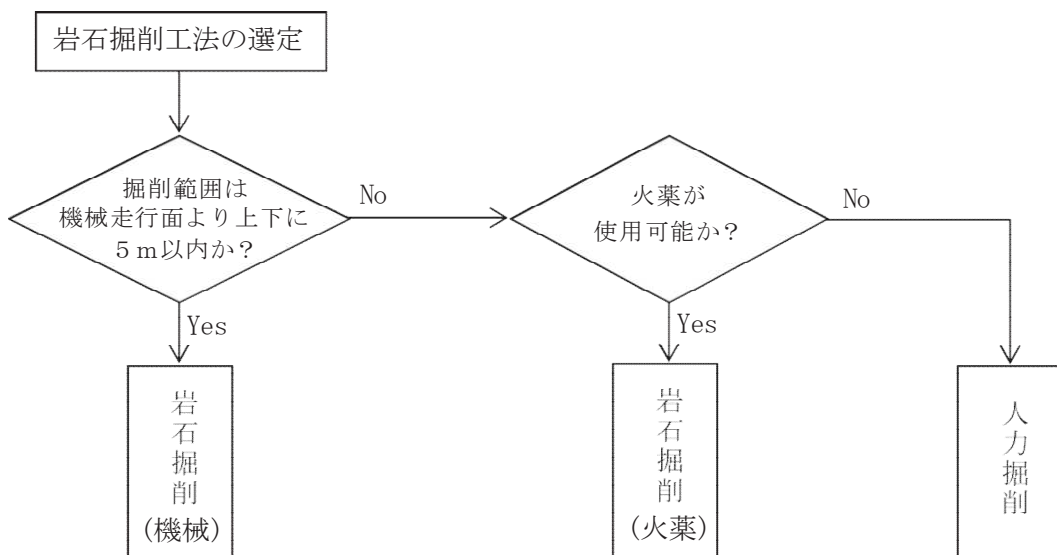 岩石掘削工法の選定
掘削範囲は
機械走行面より上下に
5m以内か?
No
火薬が
使用可能か?
No
Yes
Yes
岩石掘削
(機械)
岩石掘削
(火薬)
人力掘削